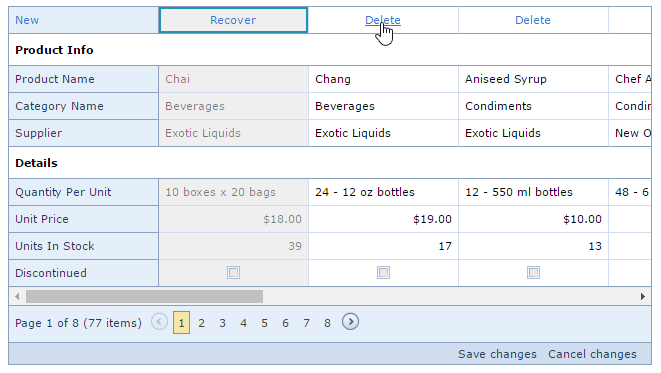 New Recover Delete Delete
Product Info
Product Name Chai Chang Aniseed Syrup Chef A
Category Name Beverages Beverages Condiments Condin
Supplier Exotic Liquids Exotic Liquids Exotic Liquids New O
Details
Quantity Per Unit 10 boxes x 20 bags 24 - 12 oz bottles 12 - 550 ml bottles 48 - 6
Unit Price $18.00 $19.00 $10.00
Units In Stock 39 17 13
Discontinued
Page 1 of 8 (77 items) 1 2 3 4 5 6 7 8
Save changes Cancel changes